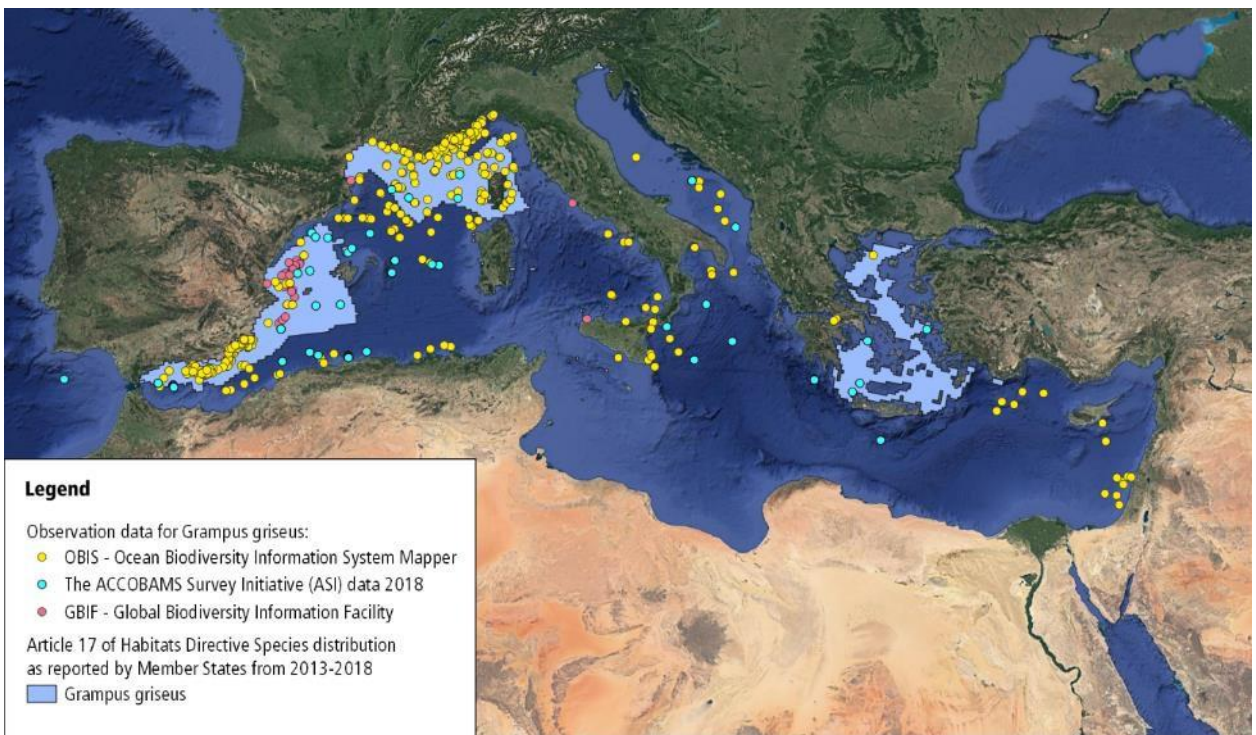 Legend
Observation data for Grampus griseus:
OBIS - Ocean Biodiversity Information System Mapper
The ACCOBAMS Survey Initiative (ASI) data 2018
GBIF - Global Biodiversity Information Facility
Article 17 of Habitats Directive Species distribution
as reported by Member States from 2013-2018
Grampus griseus